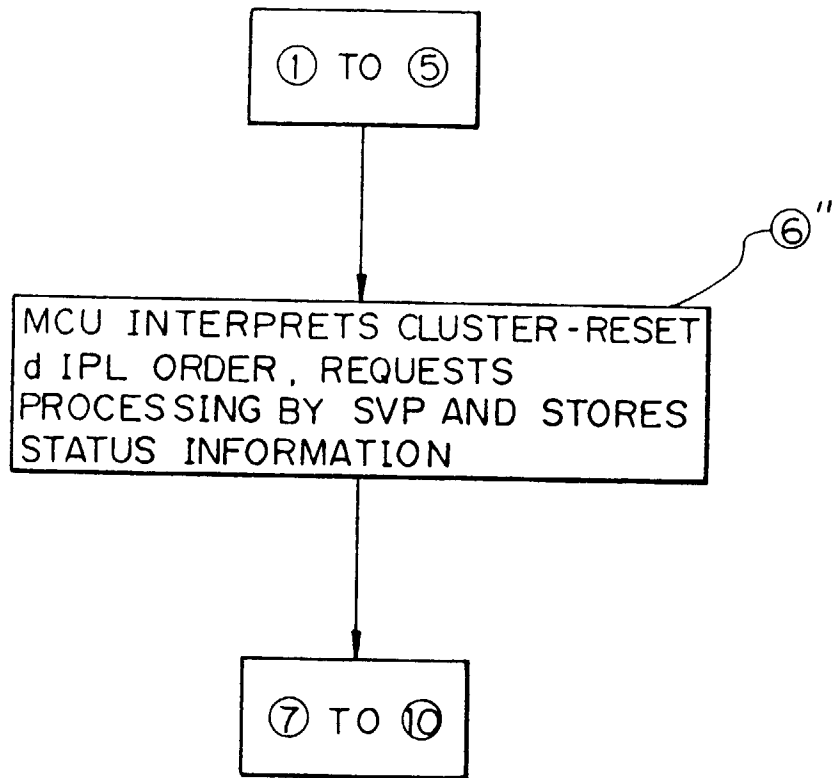 ① TO ⑤
⑥"
MCU INTERPRETS CLUSTER-RESET
d IPL ORDER, REQUESTS
PROCESSING BY SVP AND STORES
STATUS INFORMATION
⑦ TO ⑩